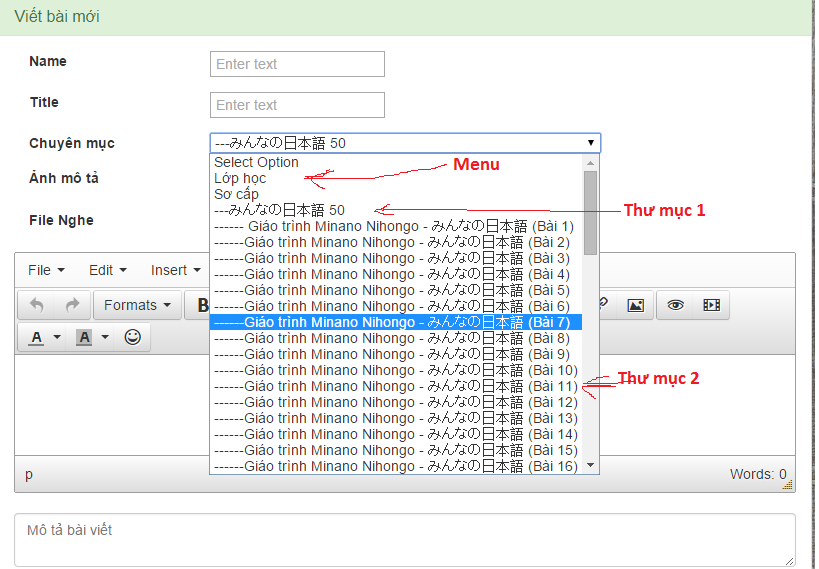 Viết bài mới
Name
Enter text
Title
Enter text
Chuyên mục
---みんなの日本語 50
Select Option
Menu
Ảnh mô tả
Lớp học
Sơ cấp
---みんなの日本語 50
Thư mục 1
File Nghe
------ Giáo trình Minano Nihongo - みんなの日本語 (Bài 1)
------Giáo trình Minano Nihongo - みんなの日本語 (Bài 2)
------Giáo trình Minano Nihongo - みんなの日本語 (Bài 3)
File Edit Insert
------Giáo trình Minano Nihongo - みんなの日本語 (Bài 4)
------Giáo trình Minano Nihongo - みんなの日本語 (Bài 5)
Formats B
------Giáo trình Minano Nihongo - みんなの日本語 (Bài 6)
------Giáo trình Minano Nihongo - みんなの日本語 (Bài 7)
A A
------Giáo trình Minano Nihongo - みんなの日本語 (Bài 8)
------Giáo trình Minano Nihongo - みんなの日本語 (Bài 9)
------Giáo trình Minano Nihongo - みんなの日本語 (Bài 10)
------Giáo trình Minano Nihongo - みんなの日本語 (Bài 11)
Thư mục 2
------Giáo trình Minano Nihongo - みんなの日本語 (Bài 12)
------Giáo trình Minano Nihongo - みんなの日本語 (Bài 13)
------Giáo trình Minano Nihongo - みんなの日本語 (Bài 14)
------Giáo trình Minano Nihongo - みんなの日本語 (Bài 15)
------Giáo trình Minano Nihongo - みんなの日本語 (Bài 16)
p
Words: 0
Mô tả bài viết